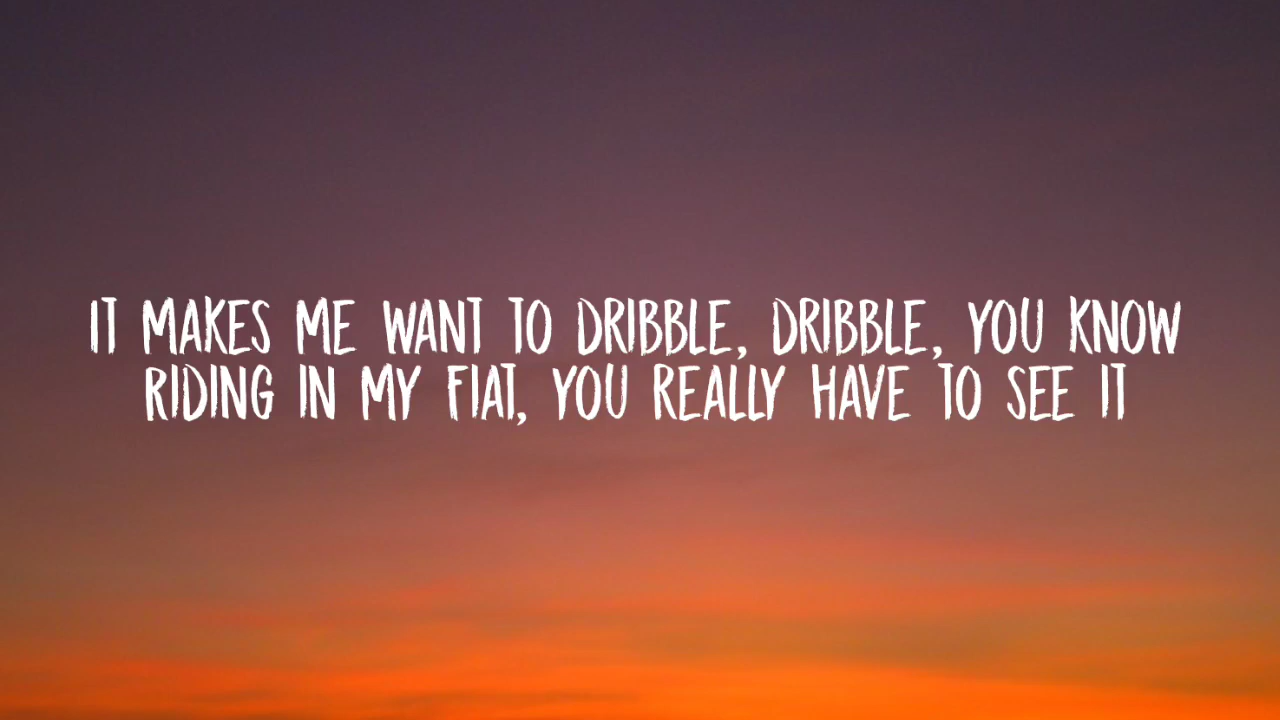 IT MAKES ME WANT TO DRIBBLE, DRIBBLE, YOU KNOW
RIDING IN MY FIAT, YOU REALLY HAVE TO SEE IT